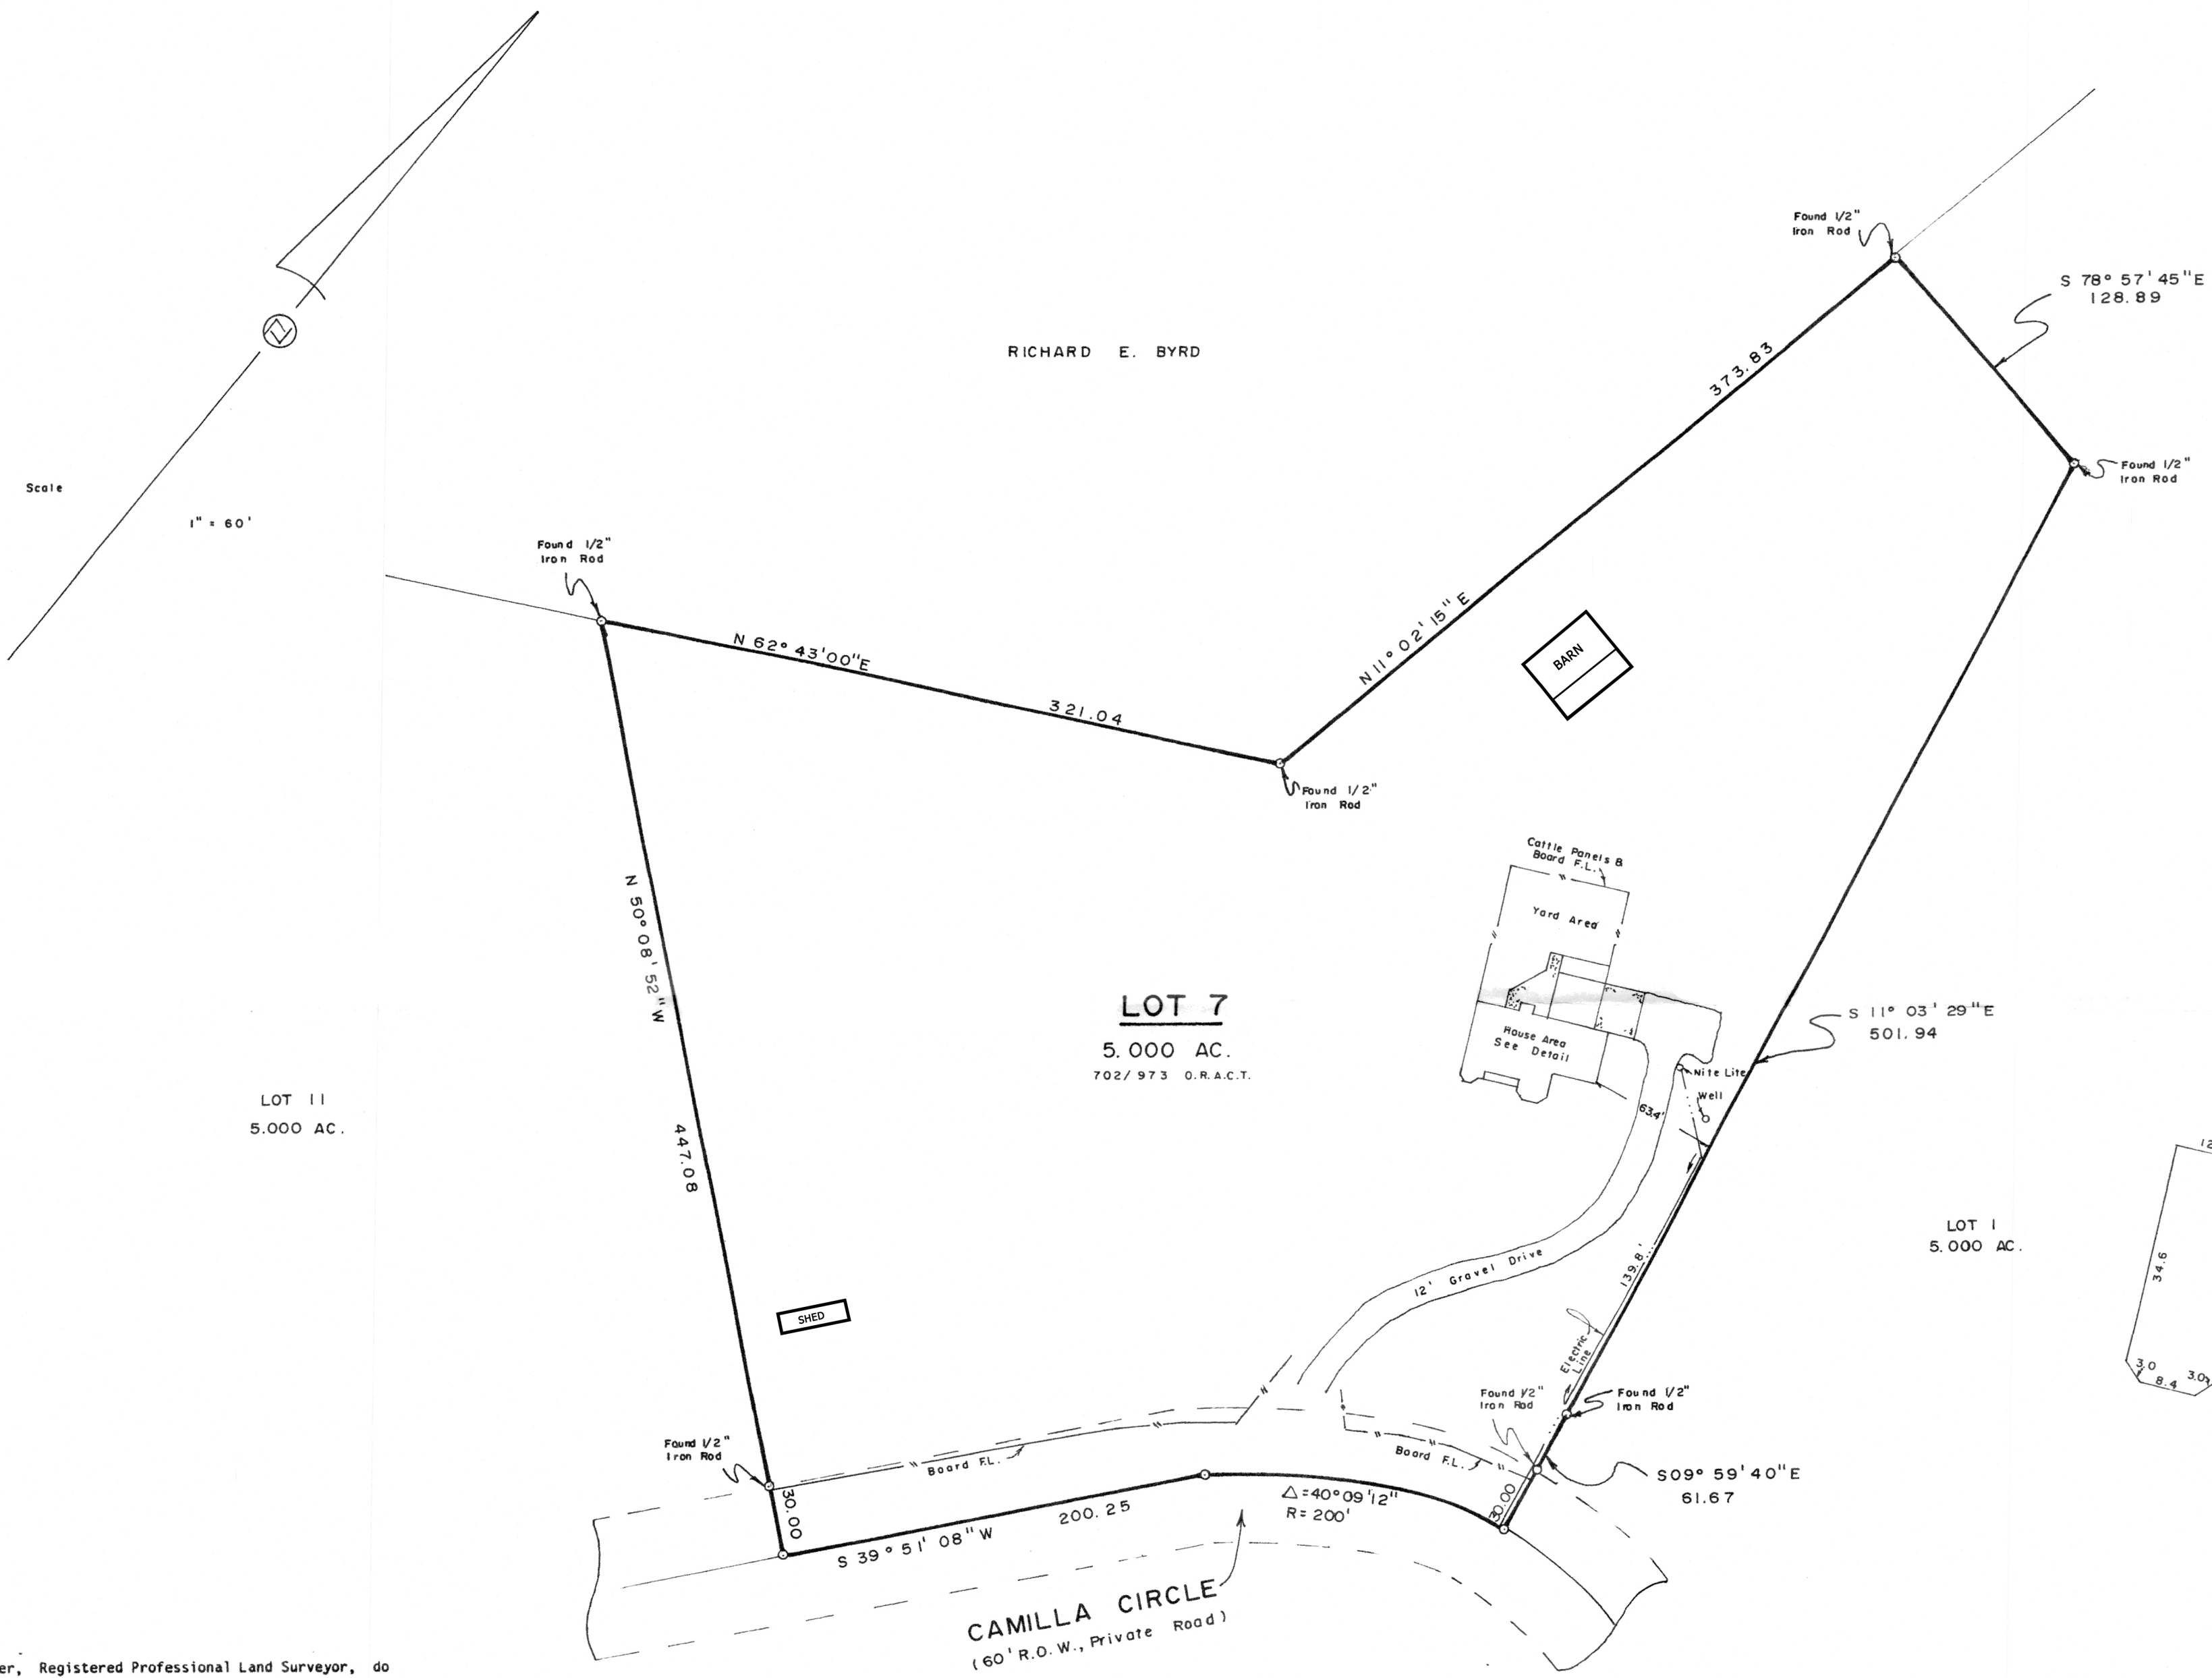 Found 1/2"
Iron Rod
S 78° 57' 45"E
128.89
RICHARD E. BYRD
373.83
Found 1/2"
Iron Rod
Scale
1" = 60'
Found 1/2"
Iron Rod
N 62° 43' 00"E
321.04
N 11° 02' 15" E
BARN
Found 1/2"
Iron Rod
Cattle Panels &
Board F.L.
Yard Area
N 50° 08' 52" W
447.08
LOT 7
5.000 AC.
702/973 O.R.A.C.T.
House Area
See Detail
S 11° 03' 29"E
501.94
Nite Lite
Well
63.4'
LOT 11
5.000 AC.
LOT 1
5.000 AC.
12
34.6
3.0
8.4
3.0
139.8'
12' Gravel Drive
SHED
Electric
Line
Found 1/2"
Iron Rod
Found 1/2"
Iron Rod
Found 1/2"
Iron Rod
Board F.L.
Board F.L.
S 09° 59' 40"E
61.67
30.00
30.00
S 39° 51' 08" W
200.25
Δ=40° 09' 12"
R= 200'
CAMILLA CIRCLE
(60' R.O.W., Private Road)
er, Registered Professional Land Surveyor, do